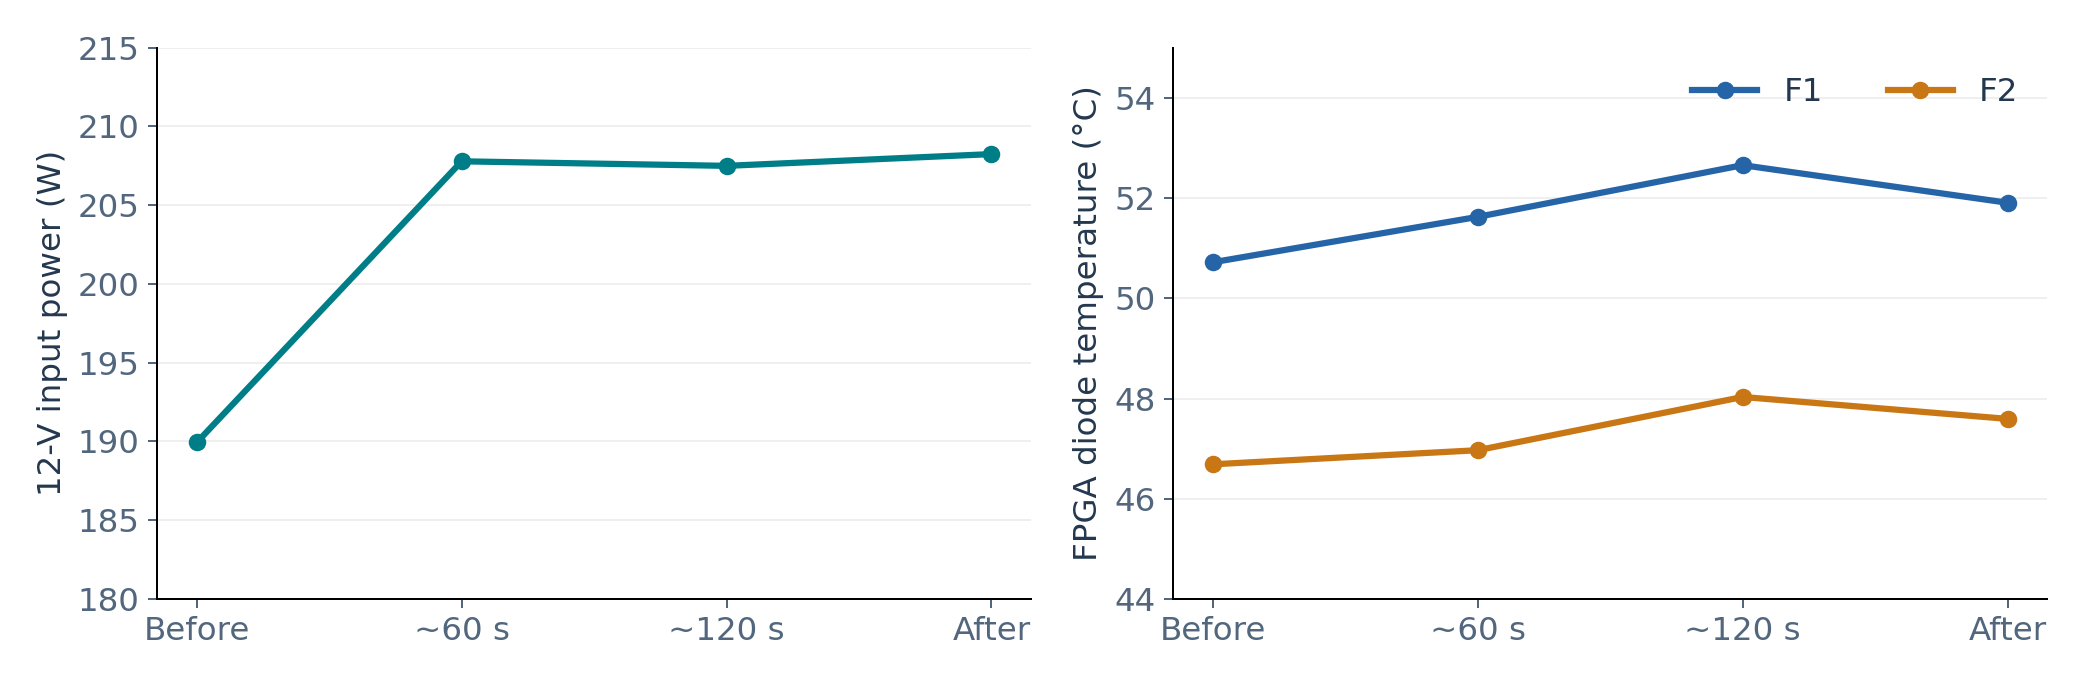 12-V input power (W)
215
210
205
200
195
190
185
180
Before
~60 s
~120 s
After
FPGA diode temperature (°C)
54
52
50
48
46
44
F1
F2
Before
~60 s
~120 s
After